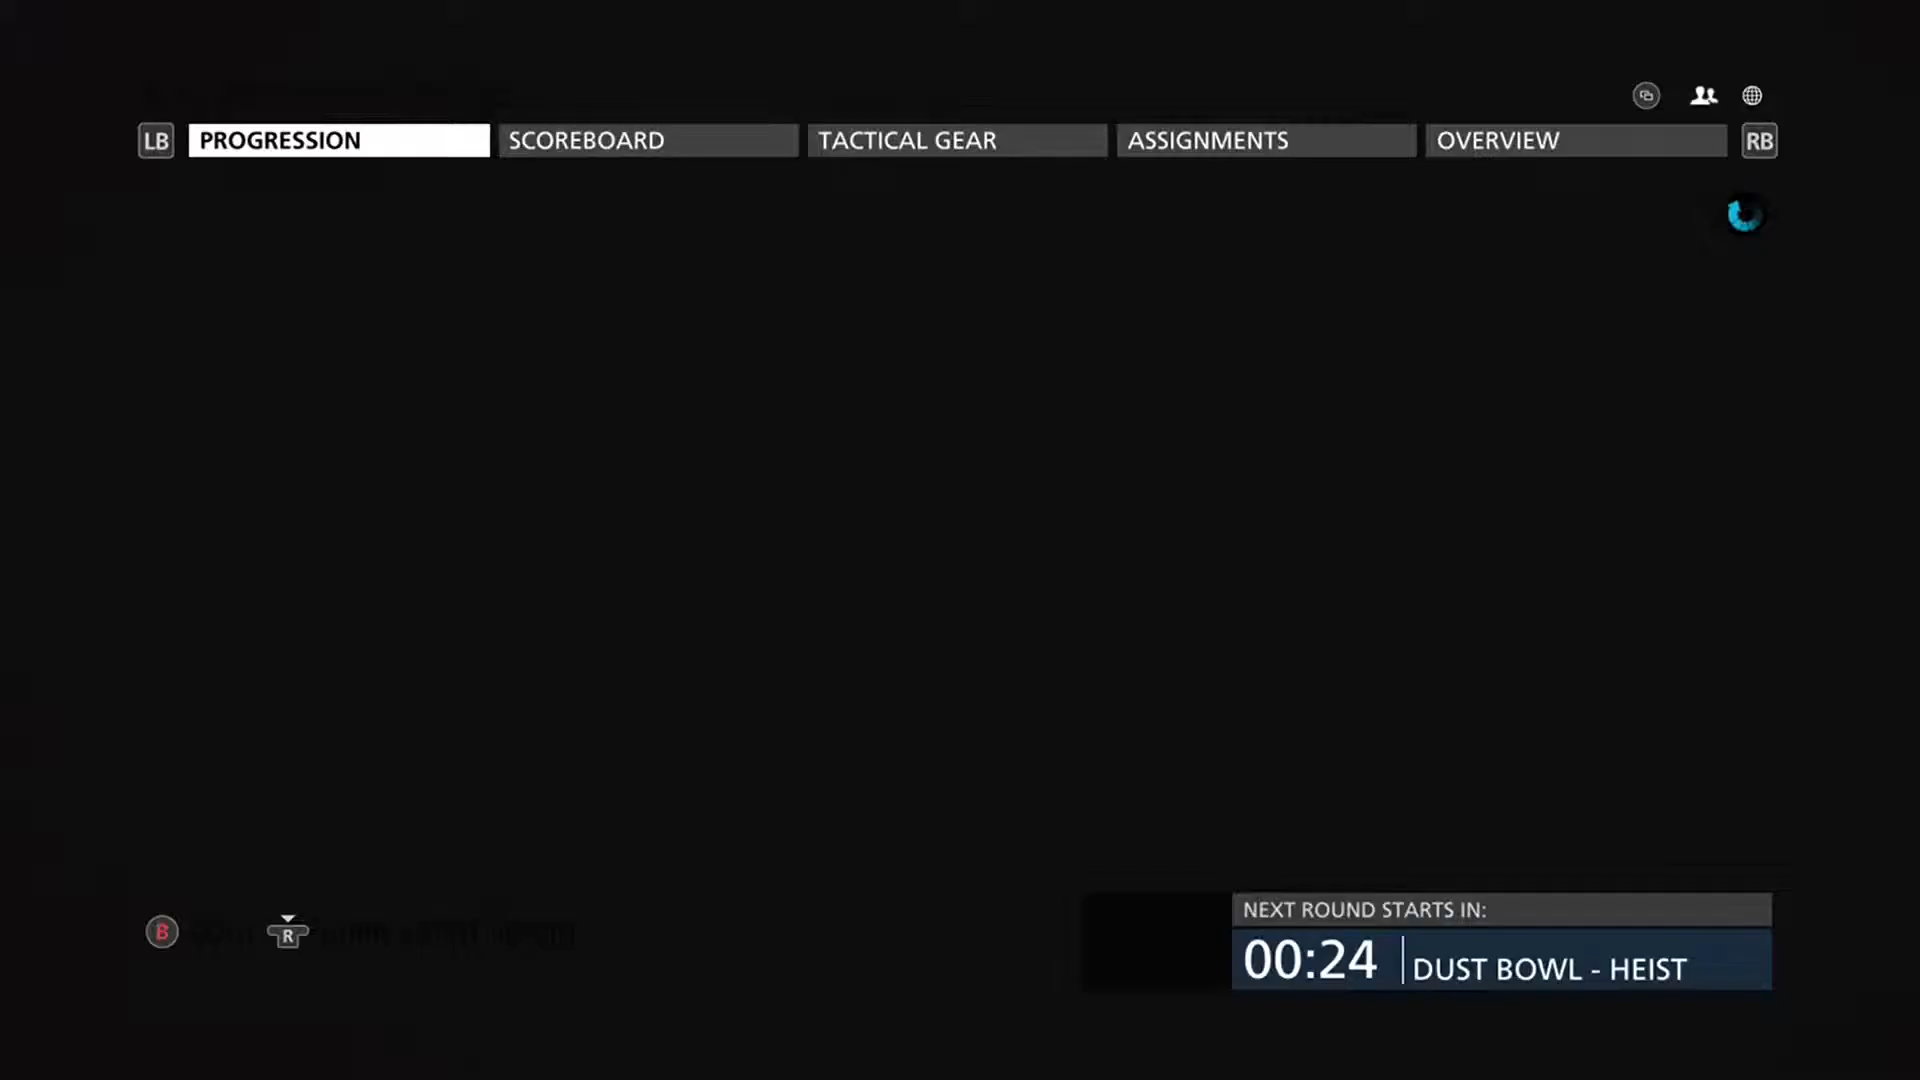 LB PROGRESSION SCOREBOARD TACTICAL GEAR ASSIGNMENTS OVERVIEW RB
NEXT ROUND STARTS IN:
B R
00:24 DUST BOWL - HEIST